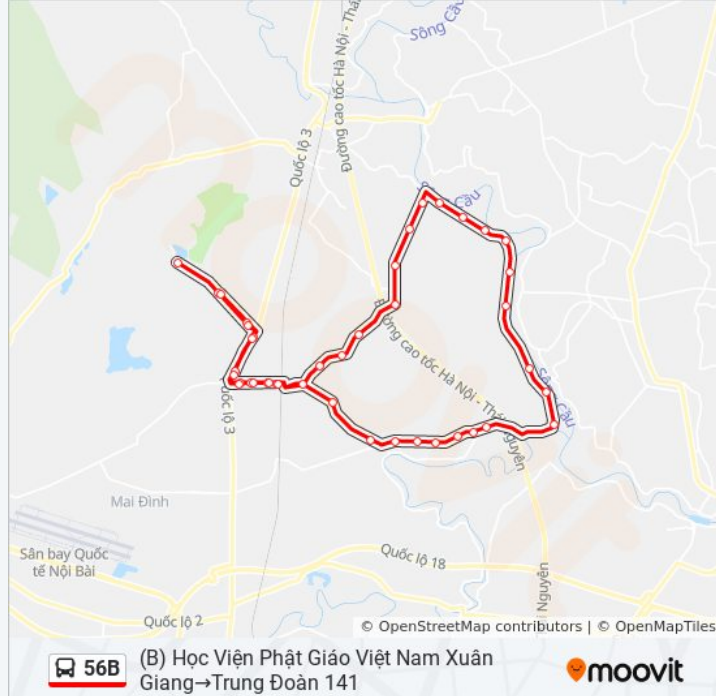 Sông Cầu
Đường cao tốc Hà Nội - Thá
Quốc lộ 3
Cầu
Đường cao tốc Hà Nội - Thái Nguyên
Sông Cầu
Quốc lộ 3
Mai Đình
Sân bay Quốc
tế Nội Bài
Quốc lộ 18
Nguyên
Quốc lộ 2
© OpenStreetMap contributors | © OpenMapTiles
56B
(B) Học Viện Phật Giáo Việt Nam Xuân
Giang→Trung Đoàn 141
moovit